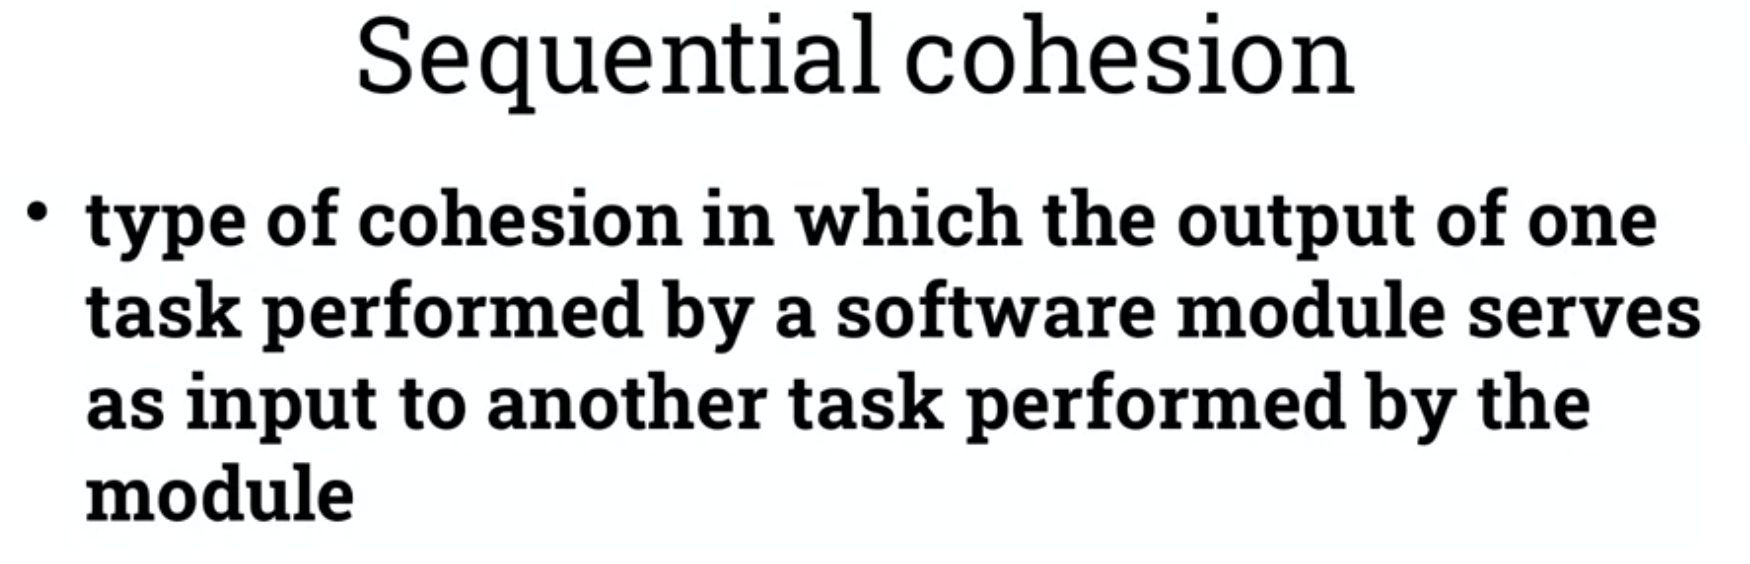 Sequential cohesion
• type of cohesion in which the output of one
task performed by a software module serves
as input to another task performed by the
module